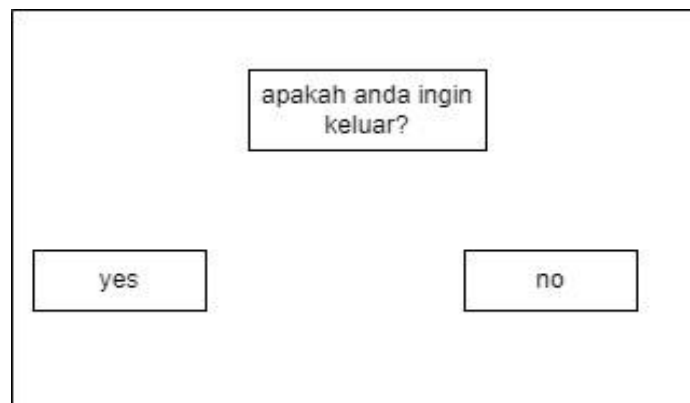 apakah anda ingin
keluar?
yes
no